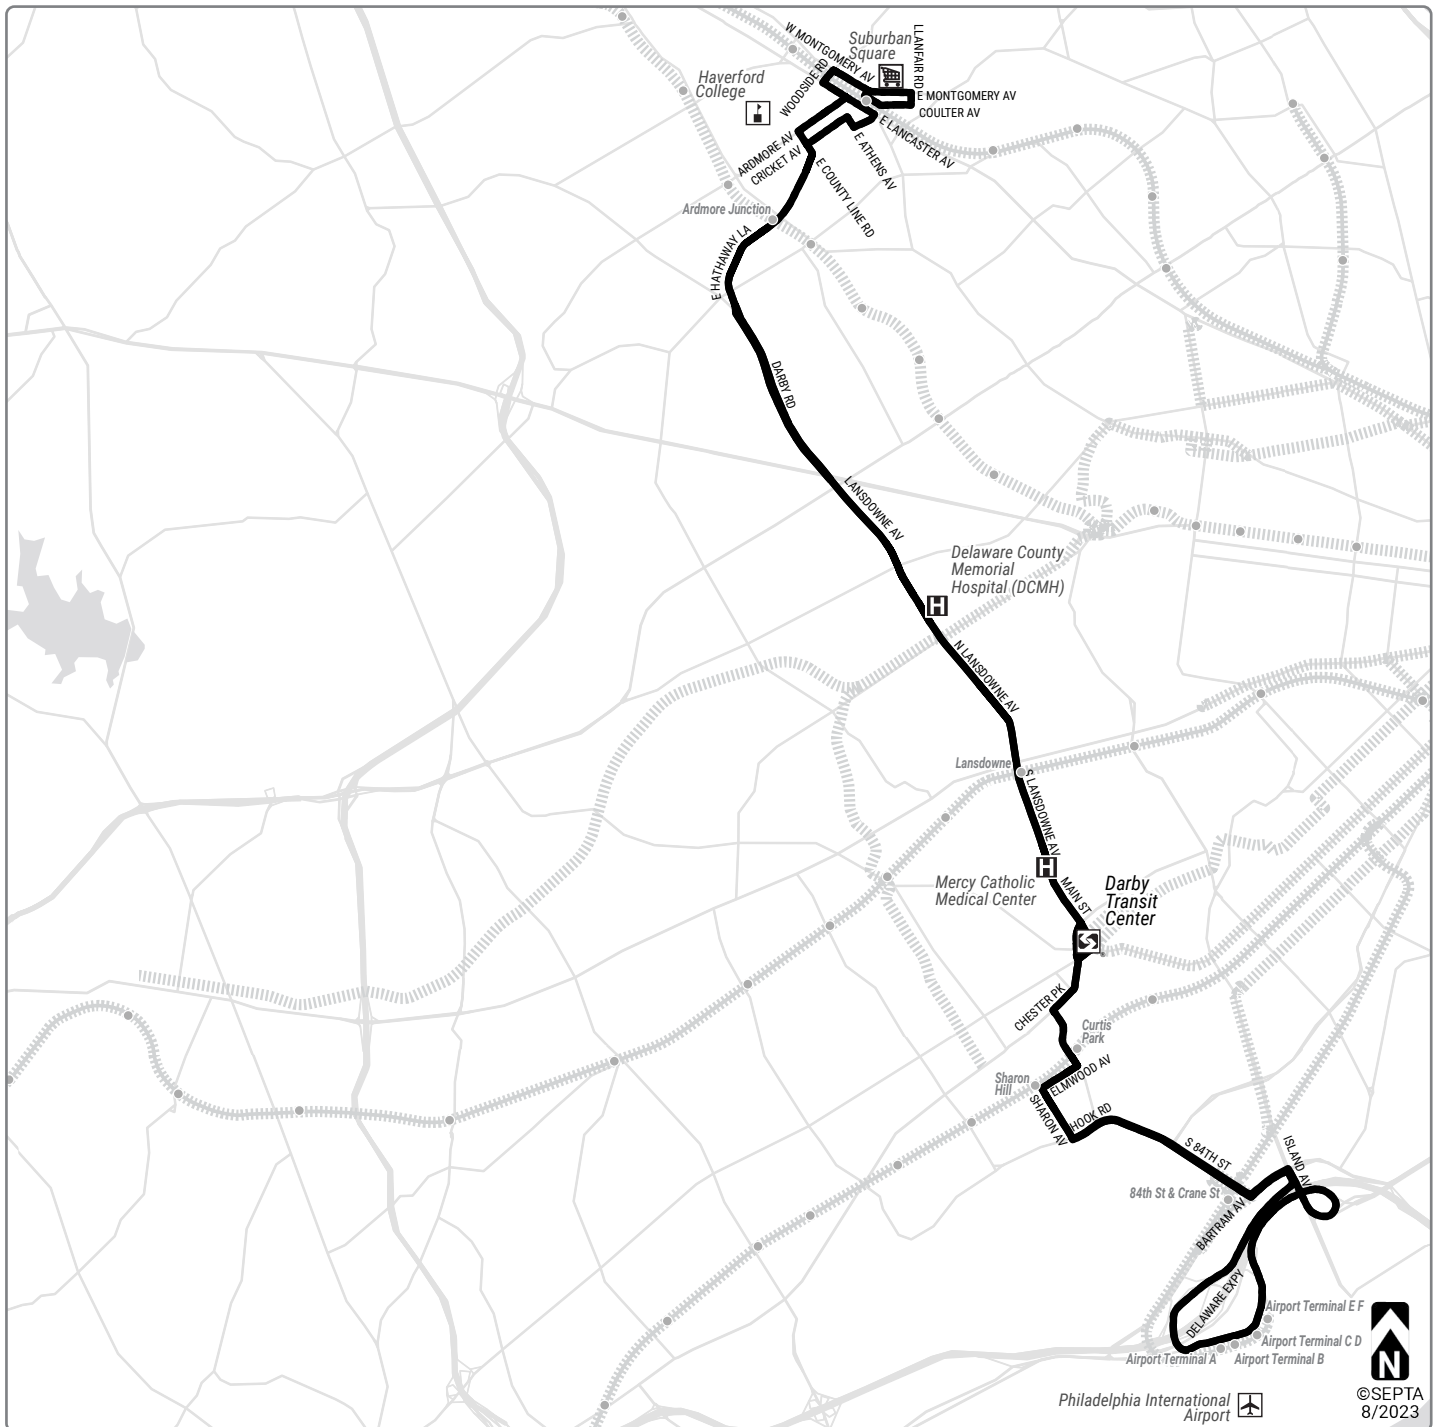 W MONTGOMERY AV
Suburban
Square
LLANFAIR RD
Haverford
College
WOODSIDE RD
E MONTGOMERY AV
COULTER AV
E LANCASTER AV
ARDMORE AV
CRICKET AV
E ATHENS AV
E COUNTY LINE RD
Ardmore Junction
E HATHAWAY LA
DARBY RD
LANSDOWNE AV
Delaware County
Memorial
Hospital (DCMH)
H
N LANSDOWNE AV
Lansdowne
S LANSDOWNE AV
H
Mercy Catholic
Medical Center
MAIN ST
Darby
Transit
Center
CHESTER PK
Curtis
Park
ELMWOOD AV
Sharon
Hill
SHARON AV
HOOK RD
S 84TH ST
ISLAND AV
84th St & Crane St
BARTRAM AV
DELAWARE EXPY
Airport Terminal E F
Airport Terminal C D
Airport Terminal B
Airport Terminal A
N
Philadelphia International
Airport
©SEPTA
8/2023